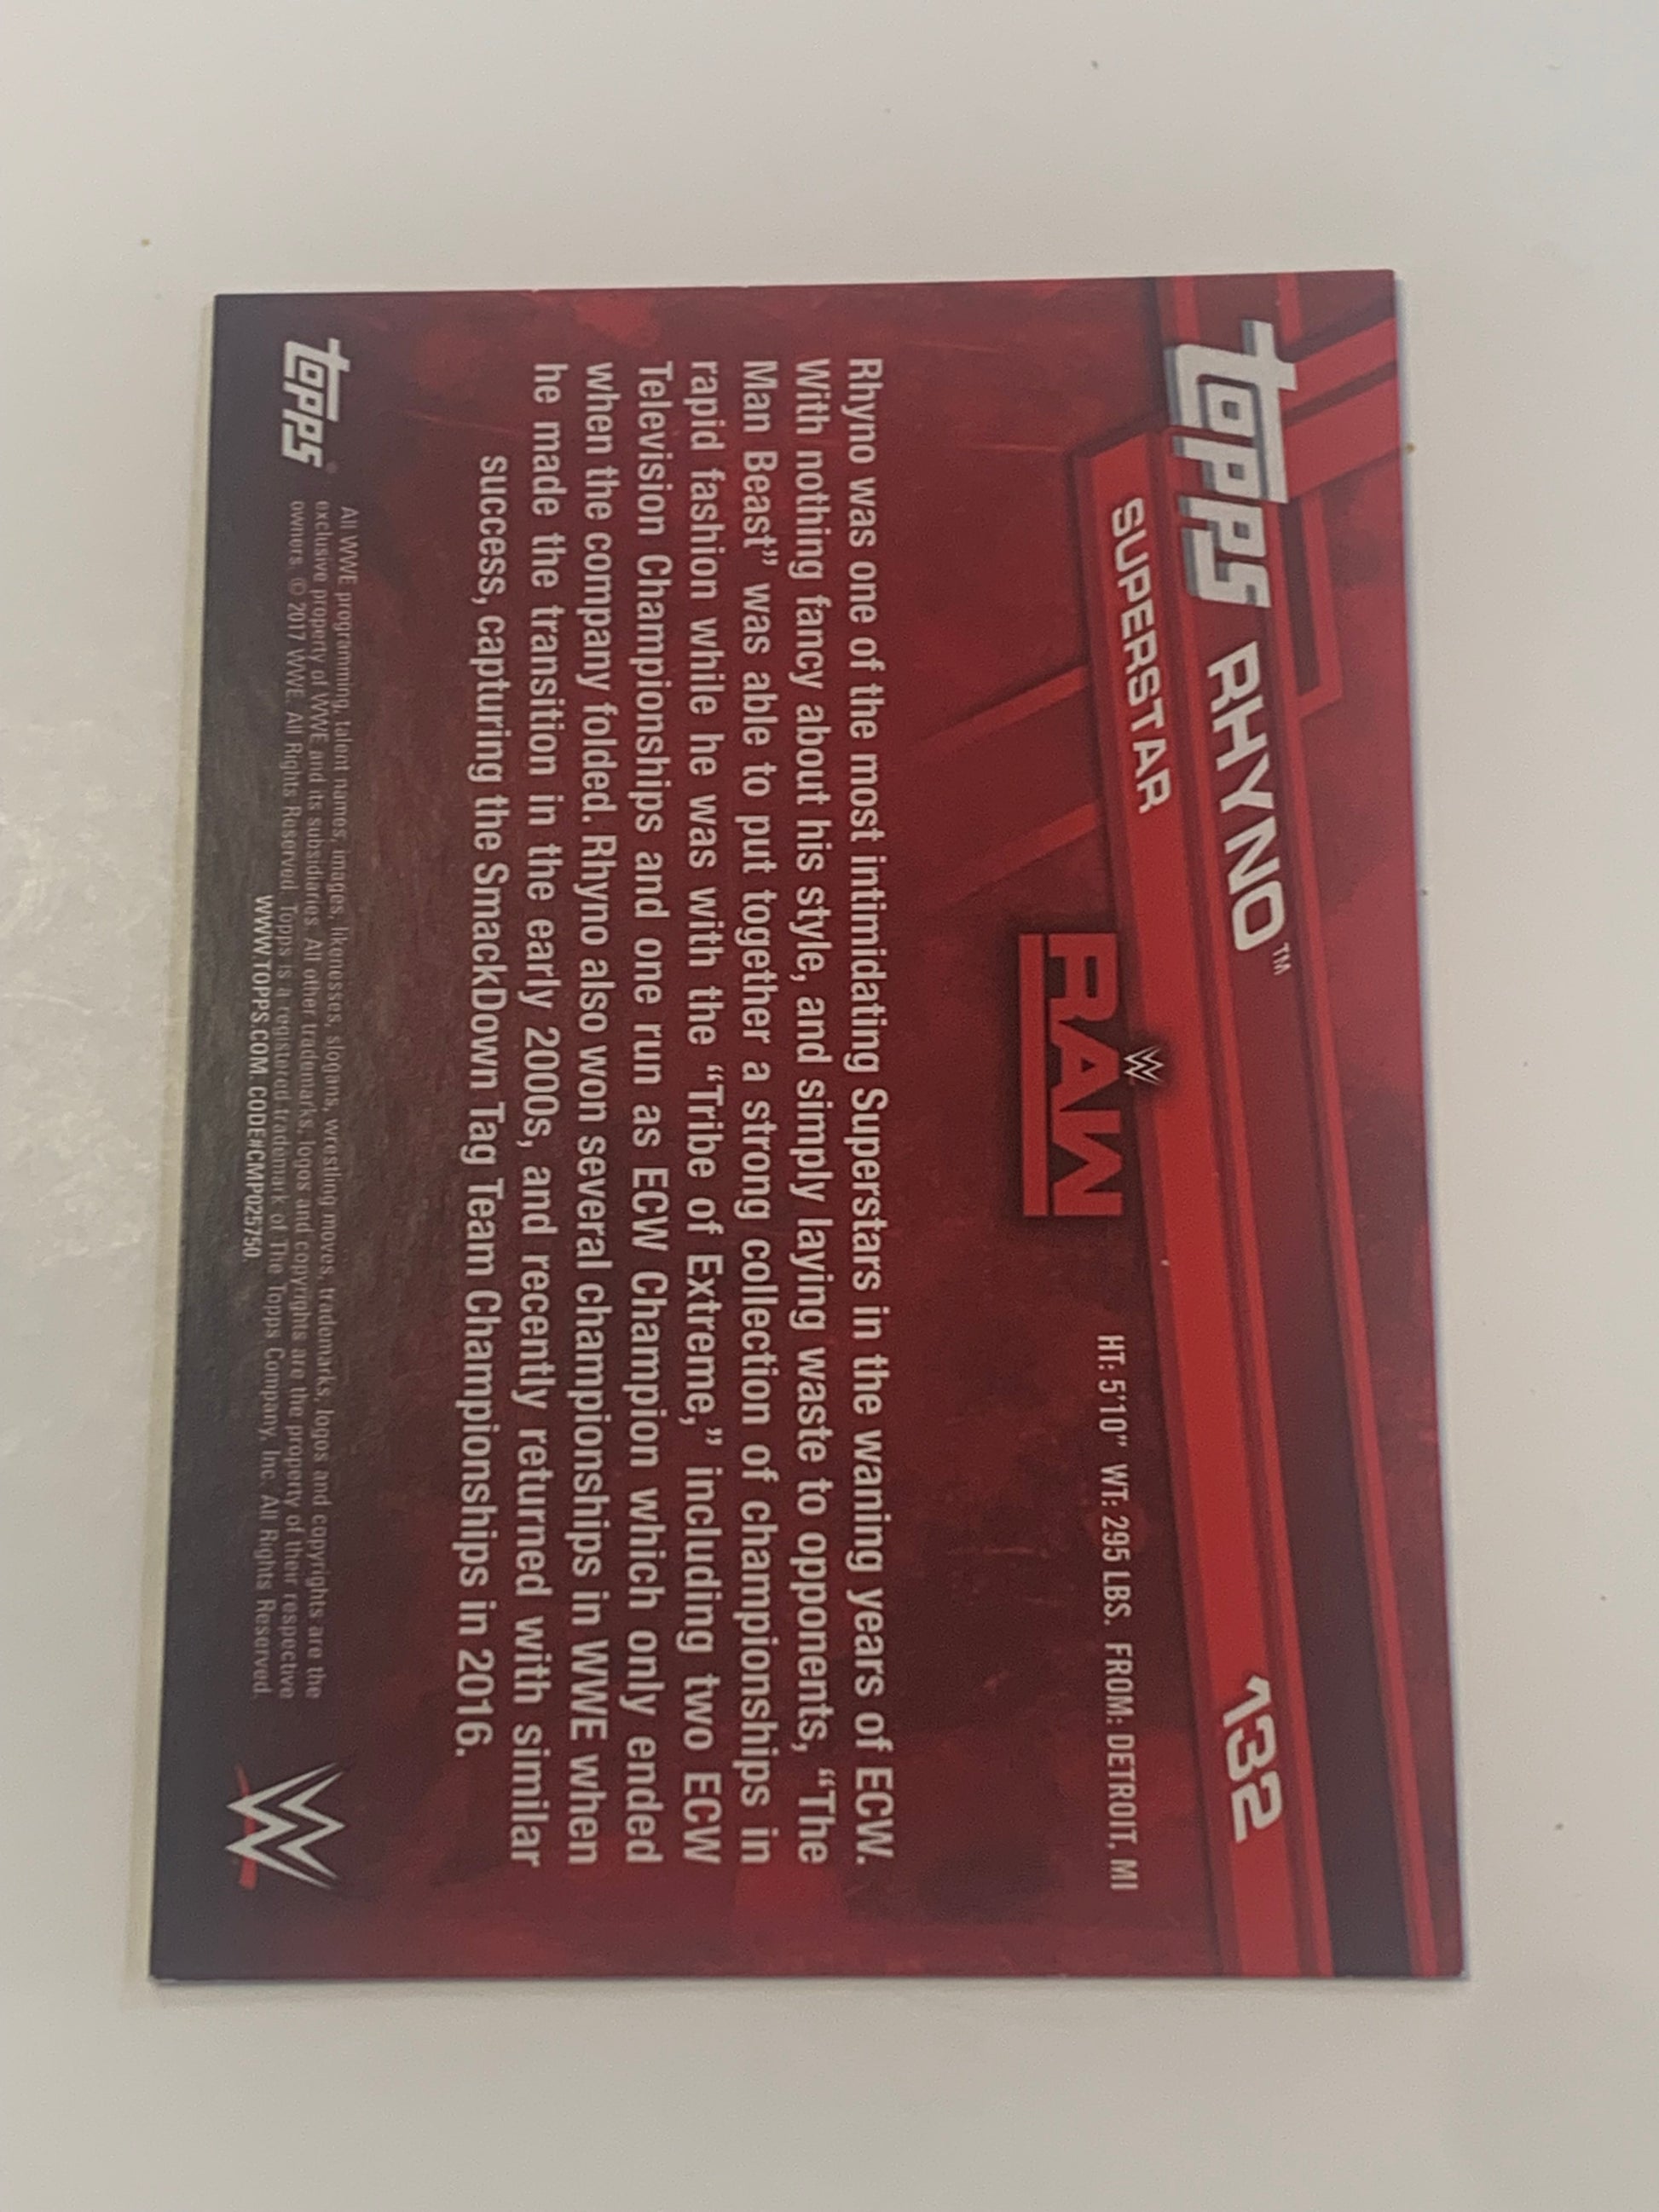 topps RHYNO™ 132
SUPERSTAR
W
RAW
HT: 5'10" WT: 295 LBS. FROM: DETROIT, MI
Rhyno was one of the most intimidating Superstars in the waning years of ECW.
With nothing fancy about his style, and simply laying waste to opponents, “The
Man Beast” was able to put together a strong collection of championships in
rapid fashion while he was with the “Tribe of Extreme,” including two ECW
Television Championships and one run as ECW Champion which only ended
when the company folded. Rhyno also won several championships in WWE when
he made the transition in the early 2000s, and recently returned with similar
success, capturing the SmackDown Tag Team Championships in 2016.
topps®
All WWE programming, talent names, images, likenesses, slogans, wrestling moves, trademarks, logos and copyrights are the
exclusive property of WWE and its subsidiaries. All other trademarks, logos and copyrights are the property of their respective
owners. © 2017 WWE. All Rights Reserved. Topps is a registered trademark of The Topps Company, Inc. All Rights Reserved.
WWW.TOPPS.COM. CODE#CMP025750.
W